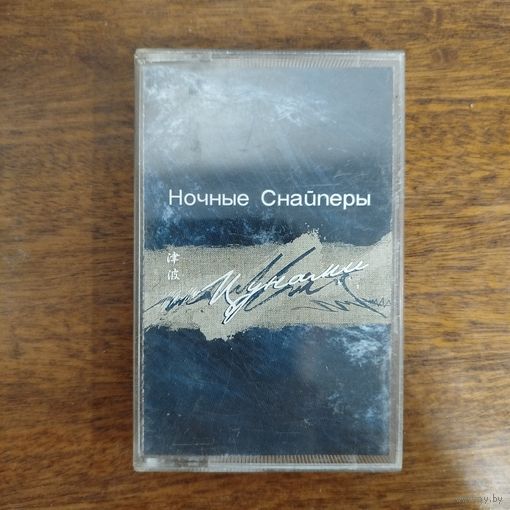 Ночные Снайперы
津
波
Цунами